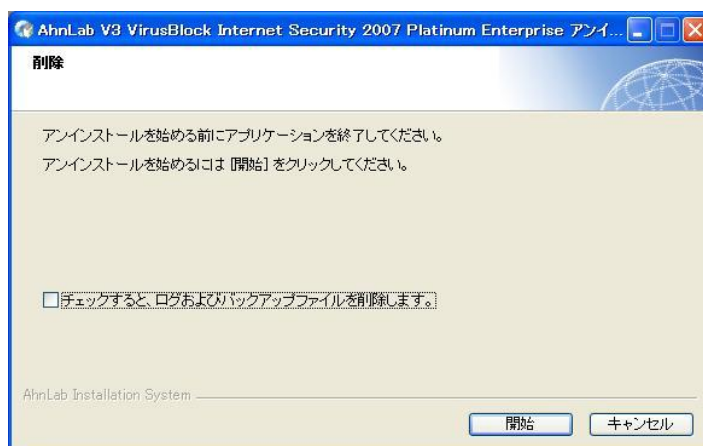 AhnLab V3 VirusBlock Internet Security 2007 Platinum Enterprise アンイ...
削除
アンインストールを始める前にアプリケーションを終了してください。
アンインストールを始めるには [開始] をクリックしてください。
チェックすると、ログおよびバックアップファイルを削除します。
AhnLab Installation System
開始
キャンセル